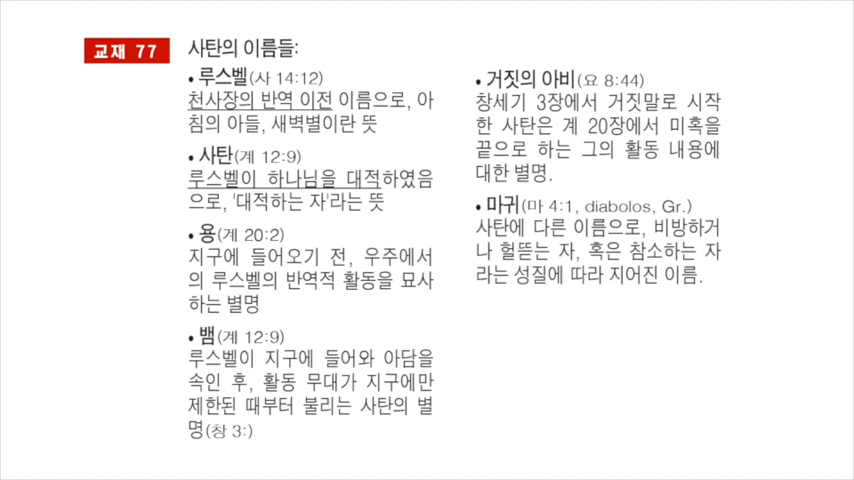 교재 77
사탄의 이름들:
• 루스벨(사 14:12)
천사장의 반역 이전 이름으로, 아
침의 아들, 새벽별이란 뜻
• 사탄(계 12:9)
루스벨이 하나님을 대적하였음
으로, '대적하는 자'라는 뜻
• 용(계 20:2)
지구에 들어오기 전, 우주에서
의 루스벨의 반역적 활동을 묘사
하는 별명
• 뱀(계 12:9)
루스벨이 지구에 들어와 아담을
속인 후, 활동 무대가 지구에만
제한된 때부터 불리는 사탄의 별
명(창 3:)
• 거짓의 아비(요 8:44)
창세기 3장에서 거짓말로 시작
한 사탄은 계 20장에서 미혹을
끝으로 하는 그의 활동 내용에
대한 별명.
• 마귀(마 4:1, diabolos, Gr.)
사탄에 다른 이름으로, 비방하거
나 헐뜯는 자, 혹은 참소하는 자
라는 성질에 따라 지어진 이름.